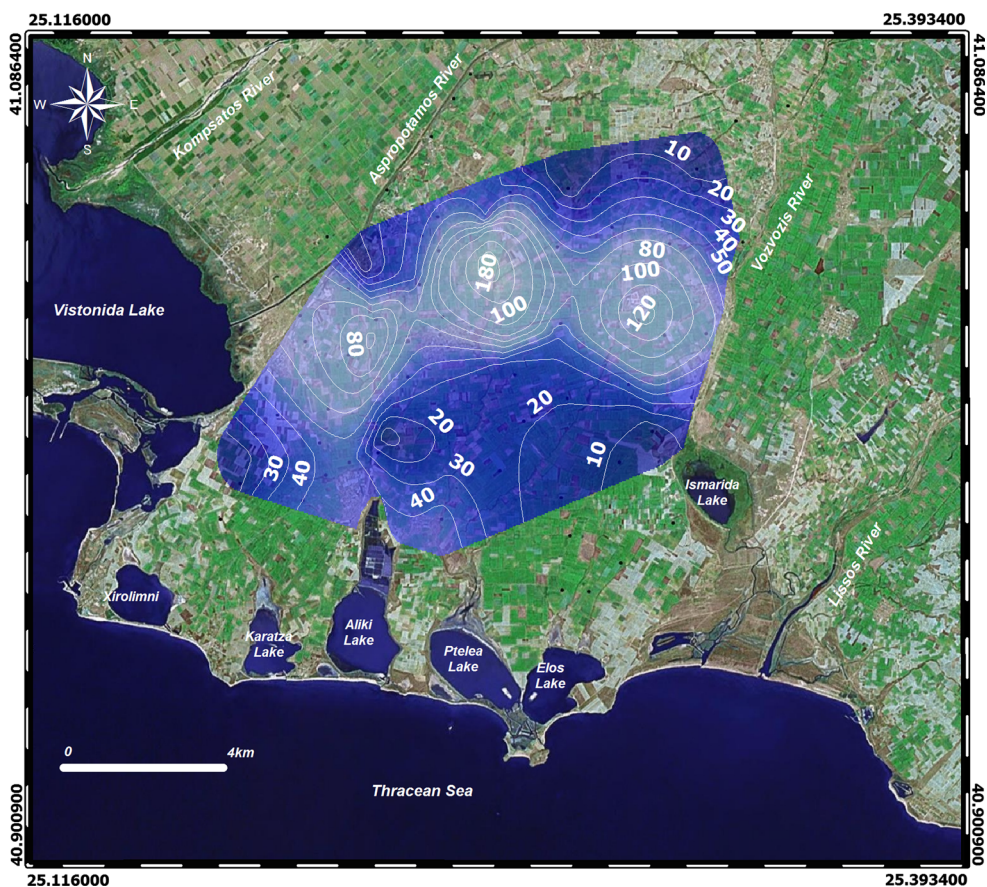 25.116000
25.393400
41.086400
41.086400
N
W
E
S
Kompsatos River
Aspropotamos River
Vozvozis River
10
20
30
40
50
80
100
180
120
100
80
Vistonida Lake
20
20
30
10
30
40
40
Ismarida
Lake
Lissos River
Xirolimni
Karatza
Lake
Aliki
Lake
Ptelea
Lake
Elos
Lake
0
4km
Thracean Sea
40.900900
40.900900
25.116000
25.393400